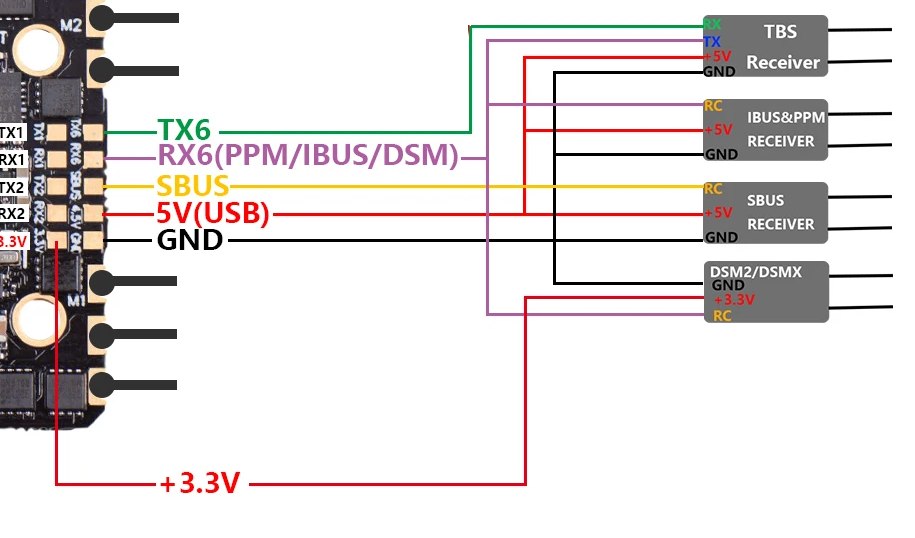 M2
T
TX1
RX1
TX2
RX2
3.3V
TX1
RX1
TX2
RX2
3.3V
TX6
RX6
SBUS
4.5V
GND
M1
TX6
RX6(PPM/IBUS/DSM)
SBUS
5V(USB)
GND
+3.3V
RX
TX
+5V
GND
TBS
Receiver
RC
+5V
GND
IBUS&PPM
RECEIVER
RC
+5V
GND
SBUS
RECEIVER
DSM2/DSMX
GND
+3.3V
RC